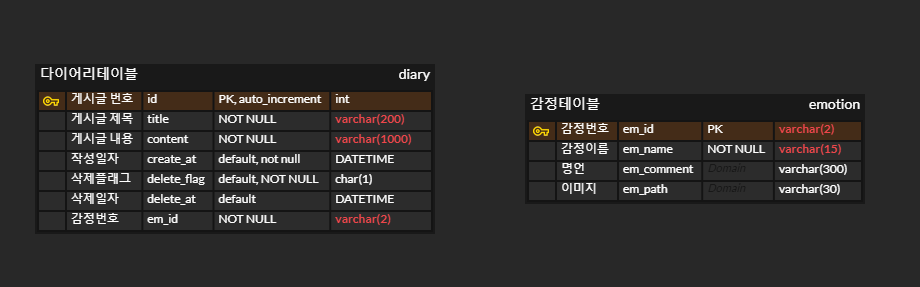 다이어리테이블 diary
게시글 번호 id PK, auto_increment int
게시글 제목 title NOT NULL varchar(200)
게시글 내용 content NOT NULL varchar(1000)
작성일자 create_at default, not null DATETIME
삭제플래그 delete_flag default, NOT NULL char(1)
삭제일자 delete_at default DATETIME
감정번호 em_id NOT NULL varchar(2)
감정테이블 emotion
감정번호 em_id PK varchar(2)
감정이름 em_name NOT NULL varchar(15)
명언 em_comment Domain varchar(300)
이미지 em_path Domain varchar(30)